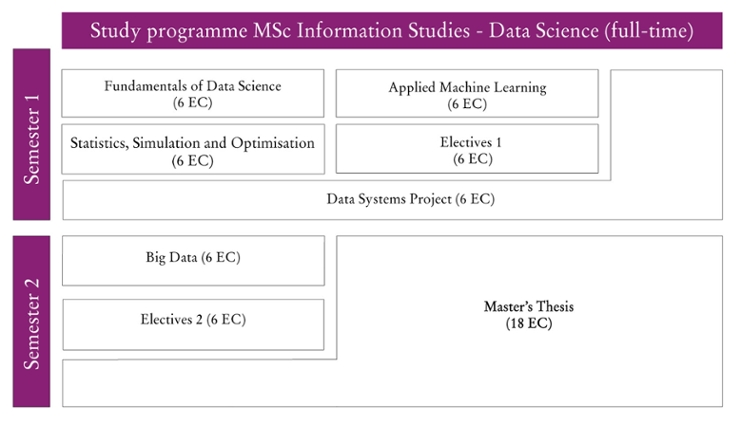 Study programme MSc Information Studies - Data Science (full-time)
Semester 1
Fundamentals of Data Science
(6 EC)
Applied Machine Learning
(6 EC)
Statistics, Simulation and Optimisation
(6 EC)
Electives 1
(6 EC)
Data Systems Project (6 EC)
Semester 2
Big Data (6 EC)
Electives 2 (6 EC)
Master's Thesis
(18 EC)